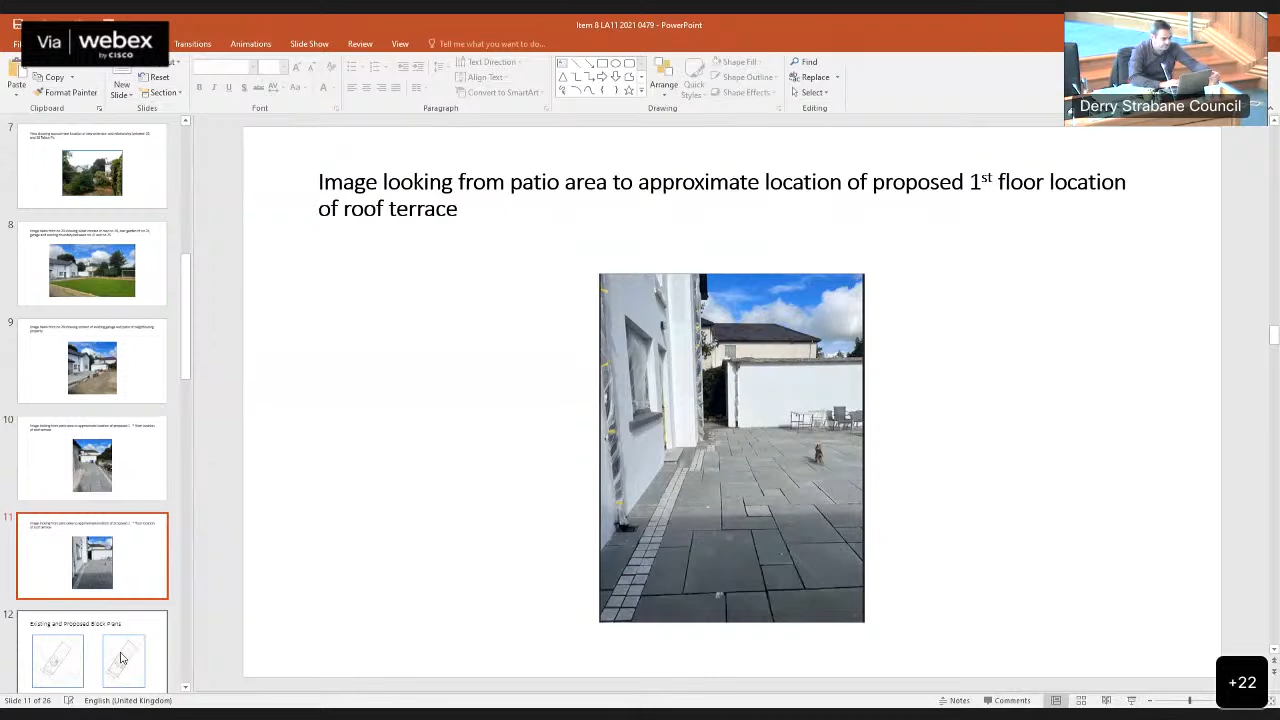 Item 8 LA11 2021 0479 - PowerPoint
Via webex
by CISCO
Transitions Animations Slide Show Review View Tell me what you want to do...
Copy
Format Painter
Paste
New
Slide
Section
Text Direction
Align Text
Convert to SmartArt
Arrange
Quick
Styles
Shape Fill
Shape Outline
Shape Effects
Find
Replace
Select
Clipboard Slides Font Paragraph Drawing Editing
Derry Strabane Council
7
8
9
10
11
12
Existing and Proposed Block Plans
Image looking from patio area to approximate location of proposed 1st floor location
of roof terrace
+22
Slide 11 of 26 English (United Kingdom) Notes Comments